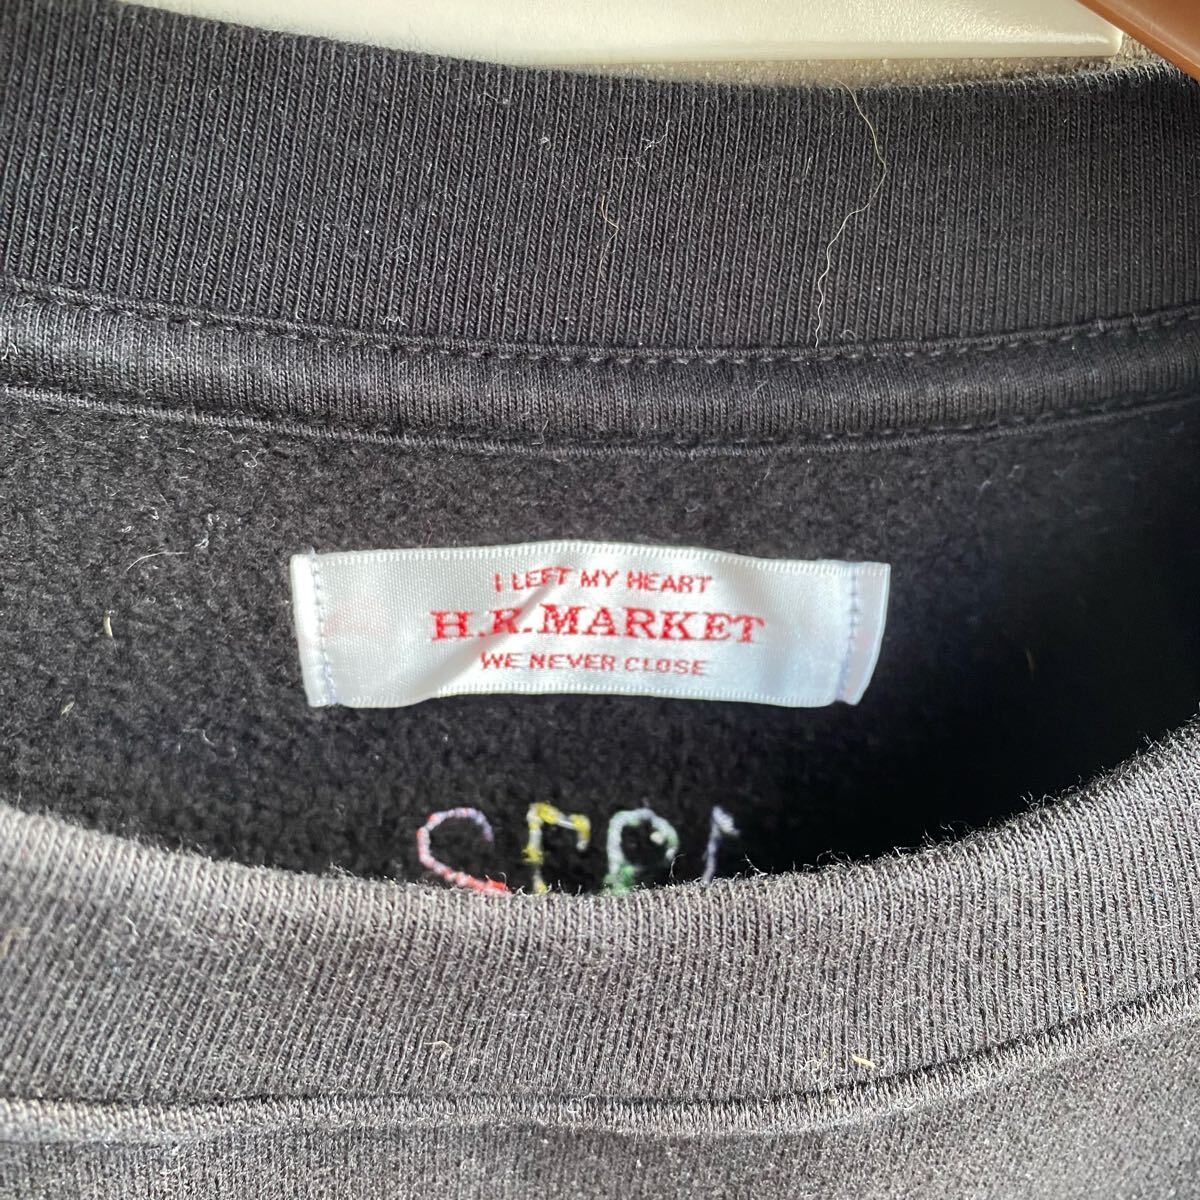 I LEFT MY HEART
H.R.MARKET
WE NEVER CLOSE